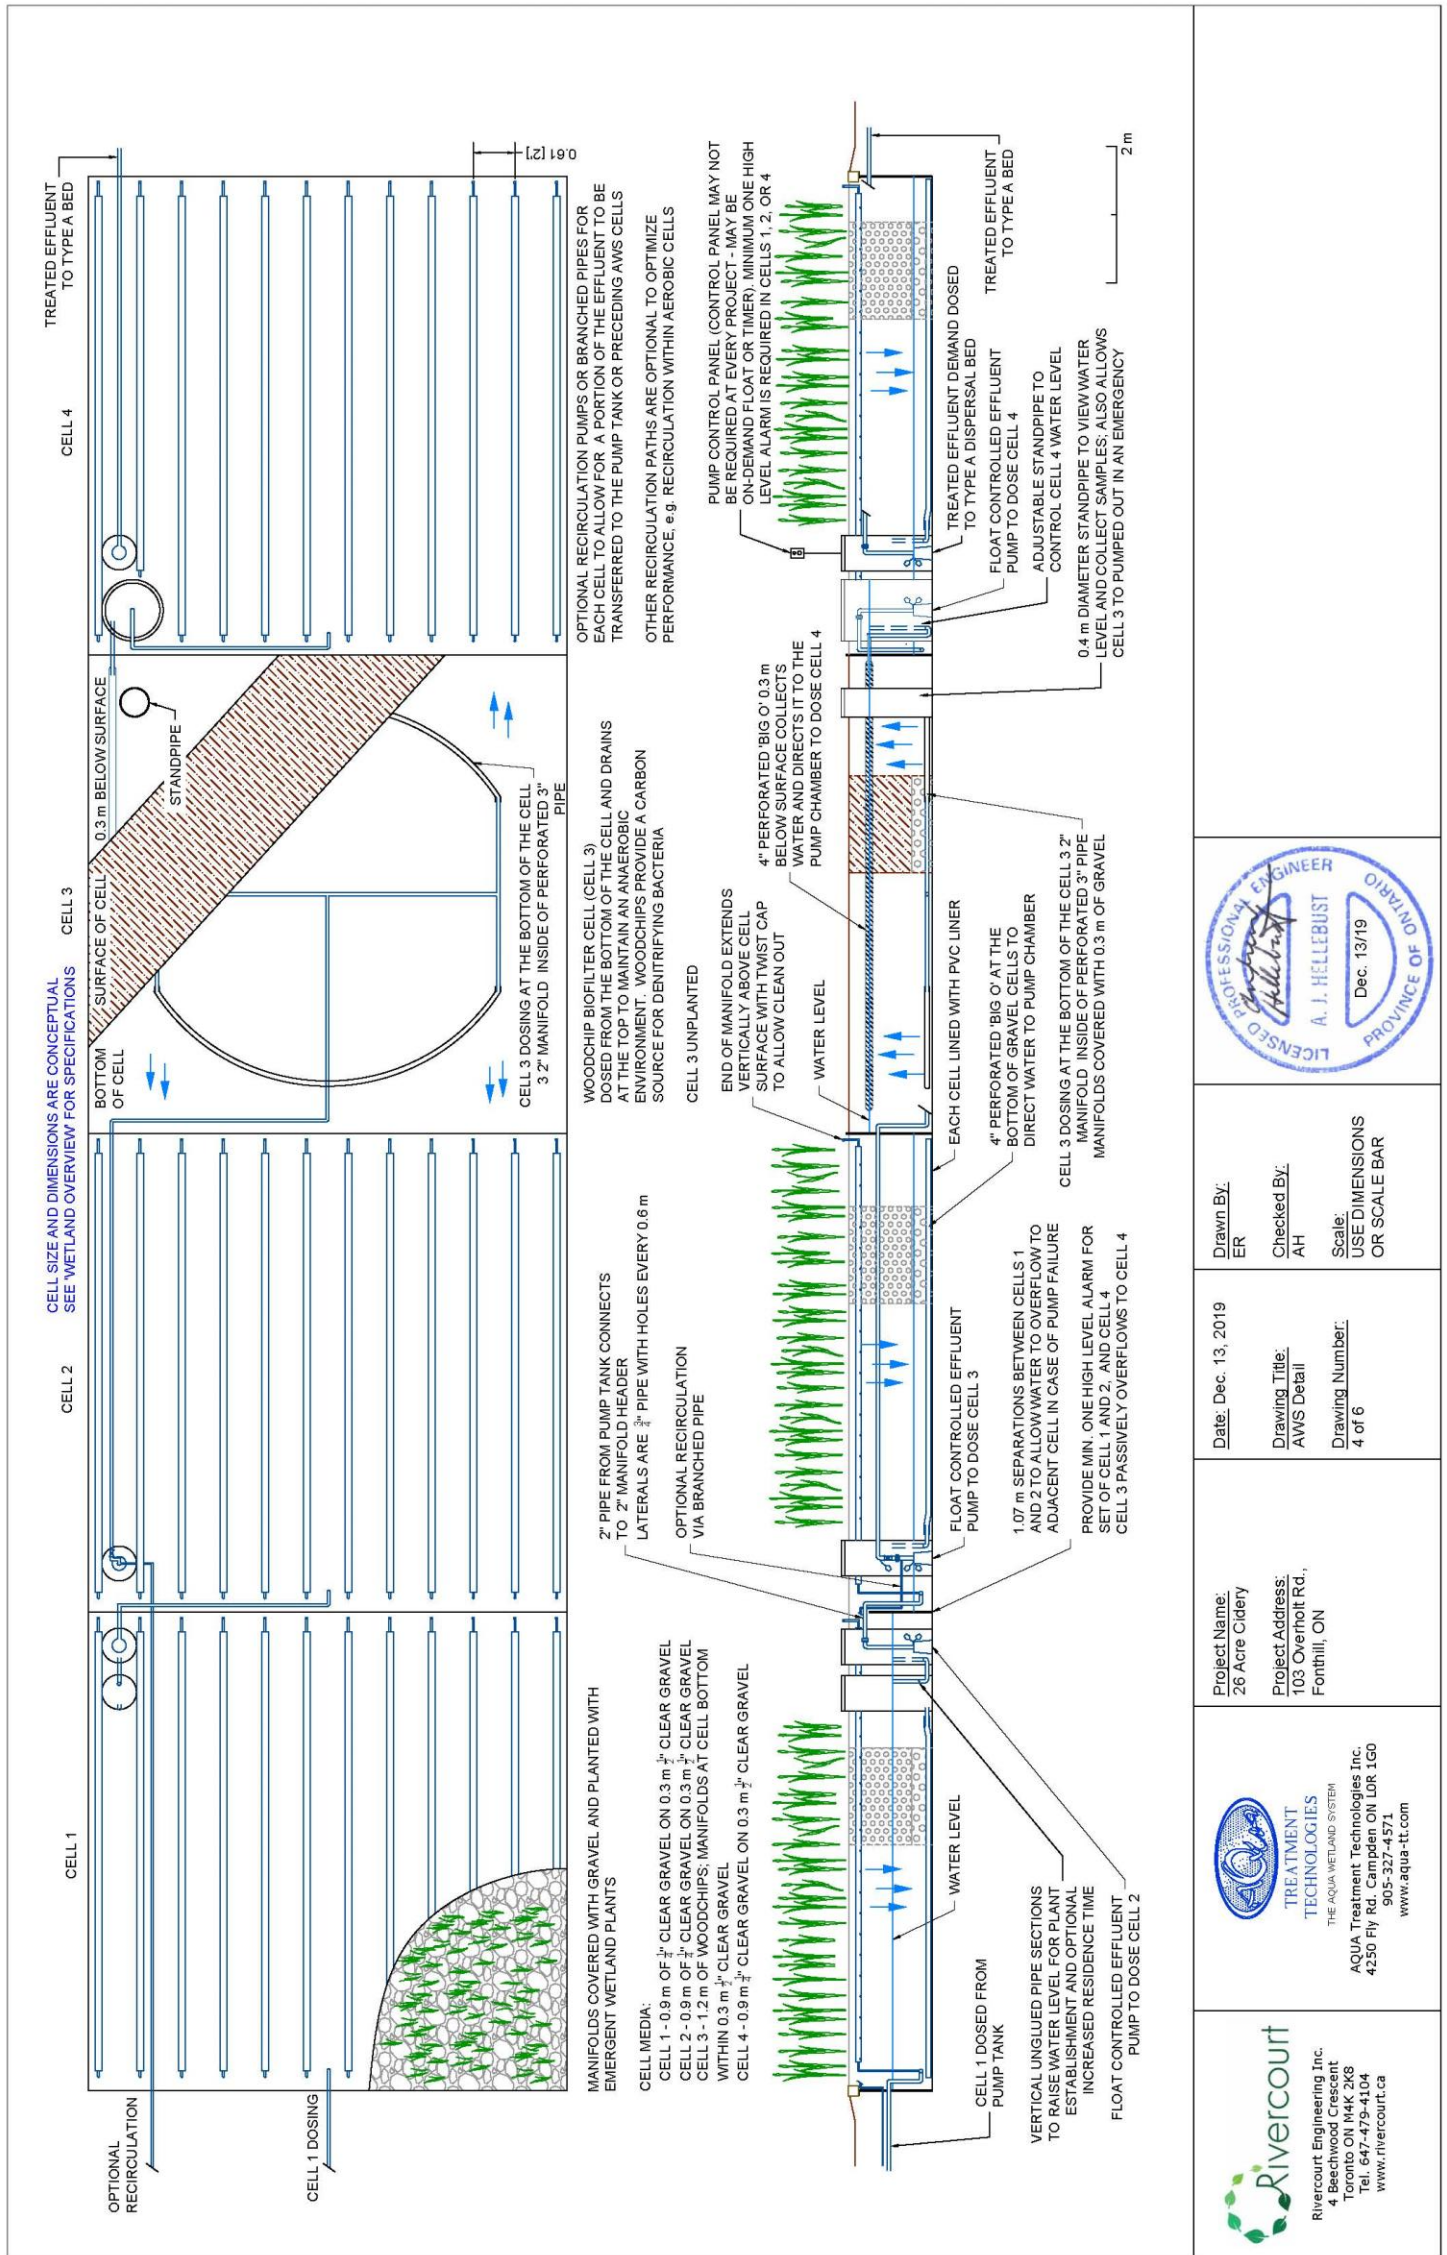 CELL SIZE AND DIMENSIONS ARE CONCEPTUAL
SEE 'WETLAND OVERVIEW' FOR SPECIFICATIONS
CELL 1
CELL 2
CELL 3
CELL 4
OPTIONAL
RECIRCULATION
CELL 1 DOSING
BOTTOM
OF CELL
SURFACE OF CELL
0.3 m BELOW SURFACE
STANDPIPE
TREATED EFFLUENT
TO TYPE A BED
0.61 [2']
CELL 3 DOSING AT THE BOTTOM OF THE CELL
3 2" MANIFOLD INSIDE OF PERFORATED 3"
PIPE
MANIFOLDS COVERED WITH GRAVEL AND PLANTED WITH
EMERGENT WETLAND PLANTS
CELL MEDIA:
CELL 1 - 0.9 m OF ¾" CLEAR GRAVEL ON 0.3 m 1½" CLEAR GRAVEL
CELL 2 - 0.9 m OF ¾" CLEAR GRAVEL ON 0.3 m 1½" CLEAR GRAVEL
CELL 3 - 1.2 m OF WOODCHIPS; MANIFOLDS AT CELL BOTTOM
WITHIN 0.3 m 1½" CLEAR GRAVEL
CELL 4 - 0.9 m ¾" CLEAR GRAVEL ON 0.3 m 1½" CLEAR GRAVEL
2" PIPE FROM PUMP TANK CONNECTS
TO 2" MANIFOLD HEADER
LATERALS ARE ¾" PIPE WITH HOLES EVERY 0.6 m
OPTIONAL RECIRCULATION
VIA BRANCHED PIPE
WOODCHIP BIOFILTER CELL (CELL 3)
DOSED FROM THE BOTTOM OF THE CELL AND DRAINS
AT THE TOP TO MAINTAIN AN ANAEROBIC
ENVIRONMENT. WOODCHIPS PROVIDE A CARBON
SOURCE FOR DENITRIFYING BACTERIA
CELL 3 UNPLANTED
END OF MANIFOLD EXTENDS
VERTICALLY ABOVE CELL
SURFACE WITH TWIST CAP
TO ALLOW CLEAN OUT
WATER LEVEL
4" PERFORATED 'BIG O' 0.3 m
BELOW SURFACE COLLECTS
WATER AND DIRECTS IT TO THE
PUMP CHAMBER TO DOSE CELL 4
OPTIONAL RECIRCULATION PUMPS OR BRANCHED PIPES FOR
EACH CELL TO ALLOW FOR A PORTION OF THE EFFLUENT TO BE
TRANSFERRED TO THE PUMP TANK OR PRECEDING AWS CELLS
OTHER RECIRCULATION PATHS ARE OPTIONAL TO OPTIMIZE
PERFORMANCE, e.g. RECIRCULATION WITHIN AEROBIC CELLS
PUMP CONTROL PANEL (CONTROL PANEL MAY NOT
BE REQUIRED AT EVERY PROJECT - MAY BE
ON-DEMAND FLOAT OR TIMER). MINIMUM ONE HIGH
LEVEL ALARM IS REQUIRED IN CELLS 1, 2, OR 4
CELL 1 DOSED FROM
PUMP TANK
WATER LEVEL
VERTICAL UNGLUED PIPE SECTIONS
TO RAISE WATER LEVEL FOR PLANT
ESTABLISHMENT AND OPTIONAL
INCREASED RESIDENCE TIME
FLOAT CONTROLLED EFFLUENT
PUMP TO DOSE CELL 2
FLOAT CONTROLLED EFFLUENT
PUMP TO DOSE CELL 3
1.07 m SEPARATIONS BETWEEN CELLS 1
AND 2 TO ALLOW WATER TO OVERFLOW TO
ADJACENT CELL IN CASE OF PUMP FAILURE
PROVIDE MIN. ONE HIGH LEVEL ALARM FOR
SET OF CELL 1 AND 2, AND CELL 4
CELL 3 PASSIVELY OVERFLOWS TO CELL 4
EACH CELL LINED WITH PVC LINER
4" PERFORATED 'BIG O' AT THE
BOTTOM OF GRAVEL CELLS TO
DIRECT WATER TO PUMP CHAMBER
CELL 3 DOSING AT THE BOTTOM OF THE CELL 3 2"
MANIFOLD INSIDE OF PERFORATED 3" PIPE
MANIFOLDS COVERED WITH 0.3 m OF GRAVEL
TREATED EFFLUENT DEMAND DOSED
TO TYPE A DISPERSAL BED
FLOAT CONTROLLED EFFLUENT
PUMP TO DOSE CELL 4
ADJUSTABLE STANDPIPE TO
CONTROL CELL 4 WATER LEVEL
0.4 m DIAMETER STANDPIPE TO VIEW WATER
LEVEL AND COLLECT SAMPLES; ALSO ALLOWS
CELL 3 TO PUMPED OUT IN AN EMERGENCY
TREATED EFFLUENT
TO TYPE A BED
2 m
Rivercourt
Rivercourt Engineering Inc.
4 Beechwood Crescent
Toronto ON M4K 2K8
Tel. 647-479-4104
www.rivercourt.ca
TREATMENT
TECHNOLOGIES
THE AQUA WETLAND SYSTEM
AQUA Treatment Technologies Inc.
4250 Fly Rd. Campden ON L0R 1G0
905-327-4571
www.aqua-tt.com
Project Name:
26 Acre Cidery
Project Address:
103 Overholt Rd.,
Fonthill, ON
Date: Dec. 13, 2019
Drawing Title:
AWS Detail
Drawing Number:
4 of 6
Drawn By:
ER
Checked By:
AH
Scale:
USE DIMENSIONS
OR SCALE BAR
LICENSED PROFESSIONAL ENGINEER
A. J. HELLEBUST
Dec. 13/19
PROVINCE OF ONTARIO